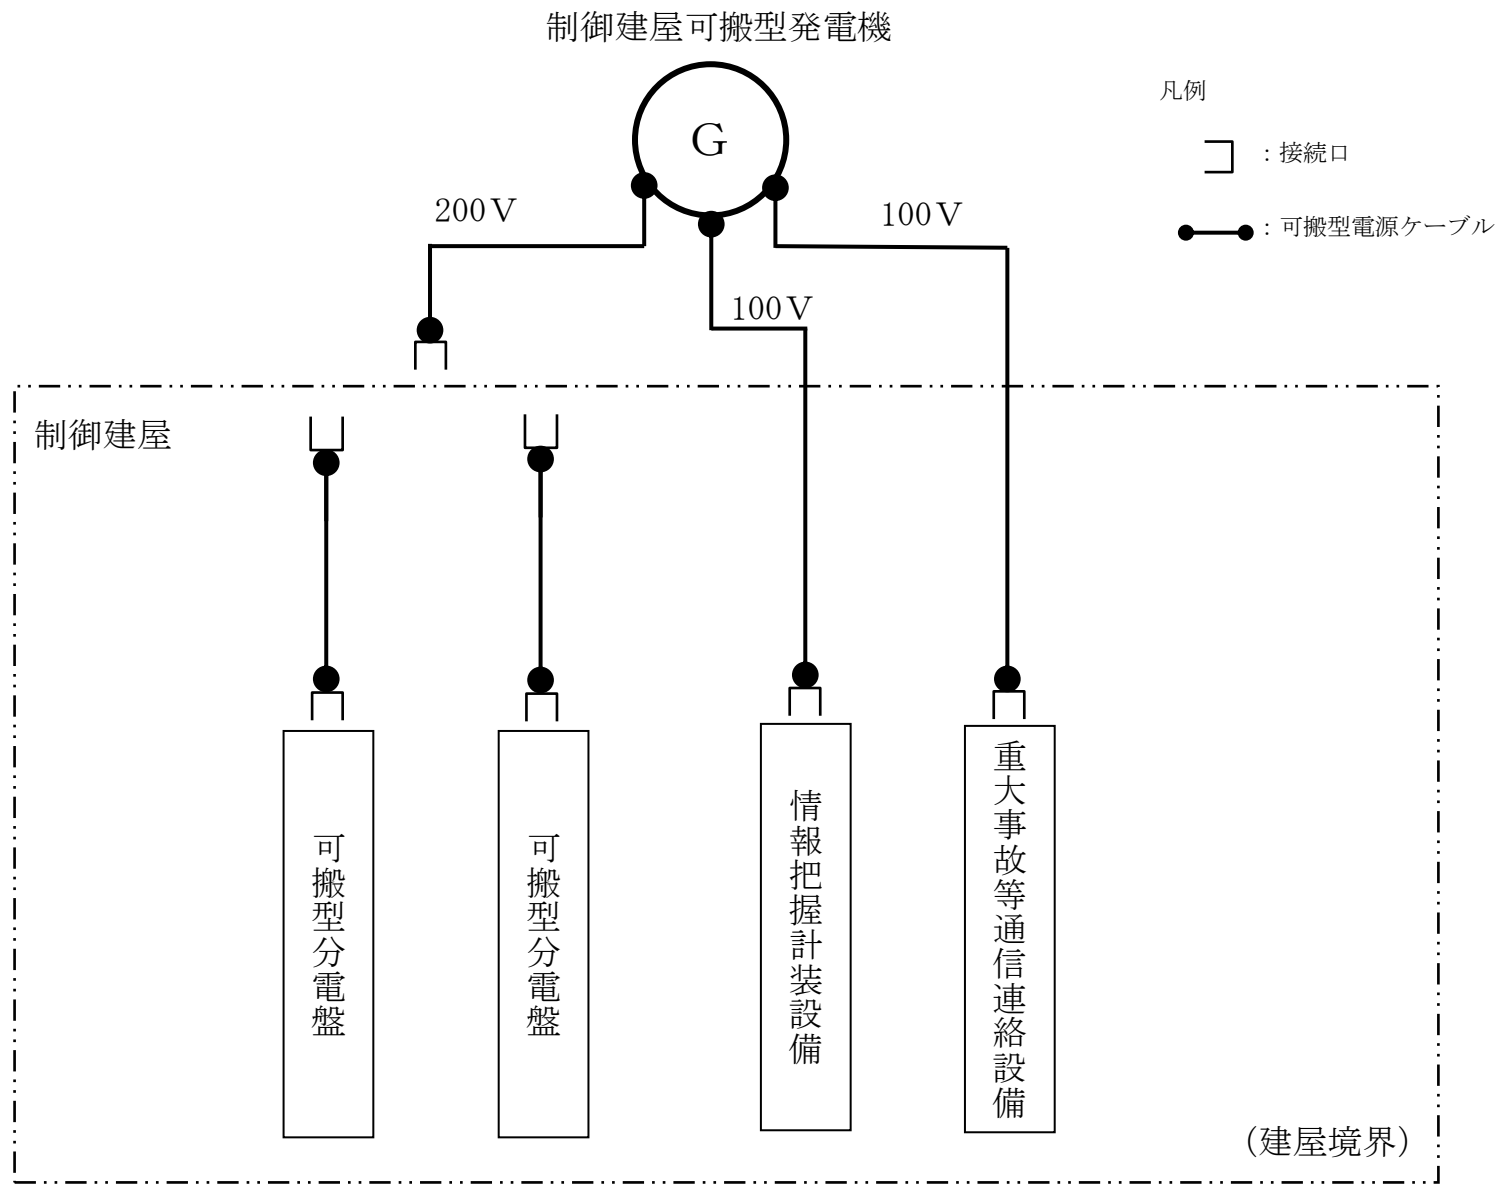 制御建屋可搬型発電機
凡例
G
：接続口
200V
100V
：可搬型電源ケーブル
100V
制御建屋
可搬型分電盤
可搬型分電盤
情報把握計装設備
重大事故等通信連絡設備
（建屋境界）